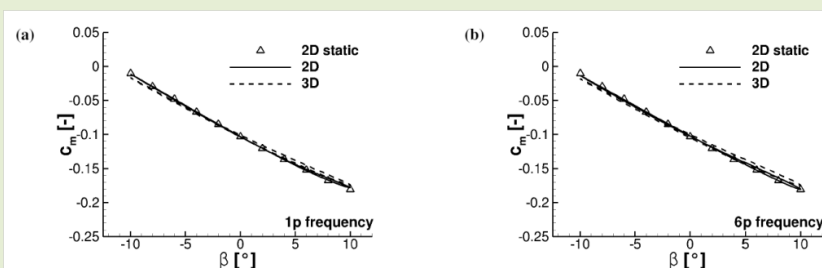 (a)
0.05
0
-0.05
-0.1
-0.15
-0.2
0.25
C_m [-]
-10
-5
0
5
10
β [°]
2D static
2D
3D
1p frequency
(b)
0.05
0
-0.05
-0.1
-0.15
-0.2
0.25
C_m [-]
-10
-5
0
5
10
β [°]
2D static
2D
3D
6p frequency